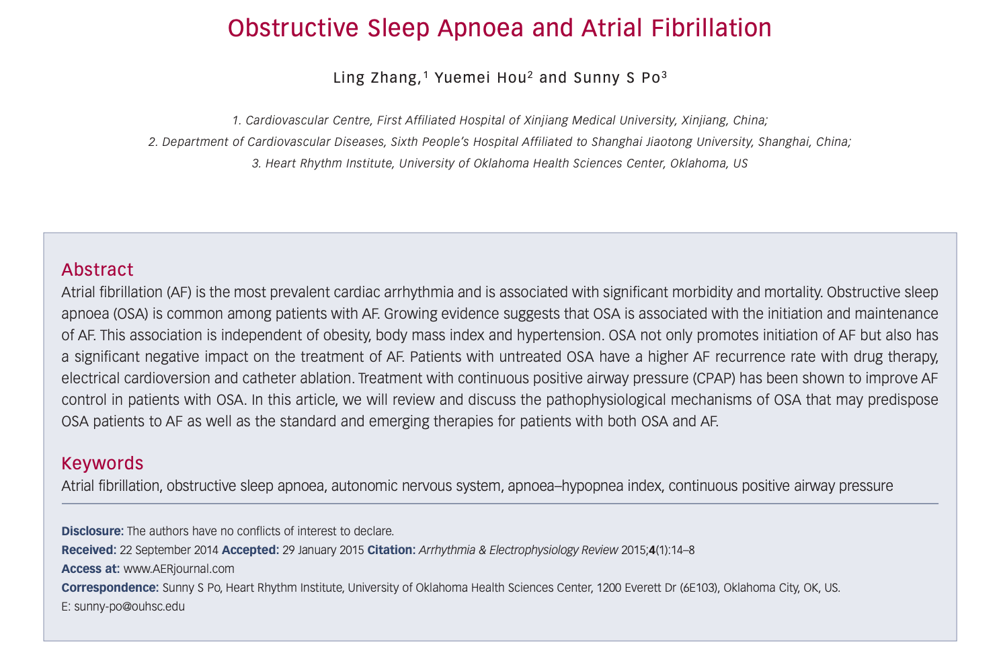 Obstructive Sleep Apnoea and Atrial Fibrillation
Ling Zhang,¹ Yuemei Hou² and Sunny S Po³
1. Cardiovascular Centre, First Affiliated Hospital of Xinjiang Medical University, Xinjiang, China;
2. Department of Cardiovascular Diseases, Sixth People’s Hospital Affiliated to Shanghai Jiaotong University, Shanghai, China;
3. Heart Rhythm Institute, University of Oklahoma Health Sciences Center, Oklahoma, US
Abstract
Atrial fibrillation (AF) is the most prevalent cardiac arrhythmia and is associated with significant morbidity and mortality. Obstructive sleep
apnoea (OSA) is common among patients with AF. Growing evidence suggests that OSA is associated with the initiation and maintenance
of AF. This association is independent of obesity, body mass index and hypertension. OSA not only promotes initiation of AF but also has
a significant negative impact on the treatment of AF. Patients with untreated OSA have a higher AF recurrence rate with drug therapy,
electrical cardioversion and catheter ablation. Treatment with continuous positive airway pressure (CPAP) has been shown to improve AF
control in patients with OSA. In this article, we will review and discuss the pathophysiological mechanisms of OSA that may predispose
OSA patients to AF as well as the standard and emerging therapies for patients with both OSA and AF.
Keywords
Atrial fibrillation, obstructive sleep apnoea, autonomic nervous system, apnoea–hypopnea index, continuous positive airway pressure
Disclosure: The authors have no conflicts of interest to declare.
Received: 22 September 2014 Accepted: 29 January 2015 Citation: Arrhythmia & Electrophysiology Review 2015;4(1):14–8
Access at: www.AERjournal.com
Correspondence: Sunny S Po, Heart Rhythm Institute, University of Oklahoma Health Sciences Center, 1200 Everett Dr (6E103), Oklahoma City, OK, US.
E: sunny-po@ouhsc.edu